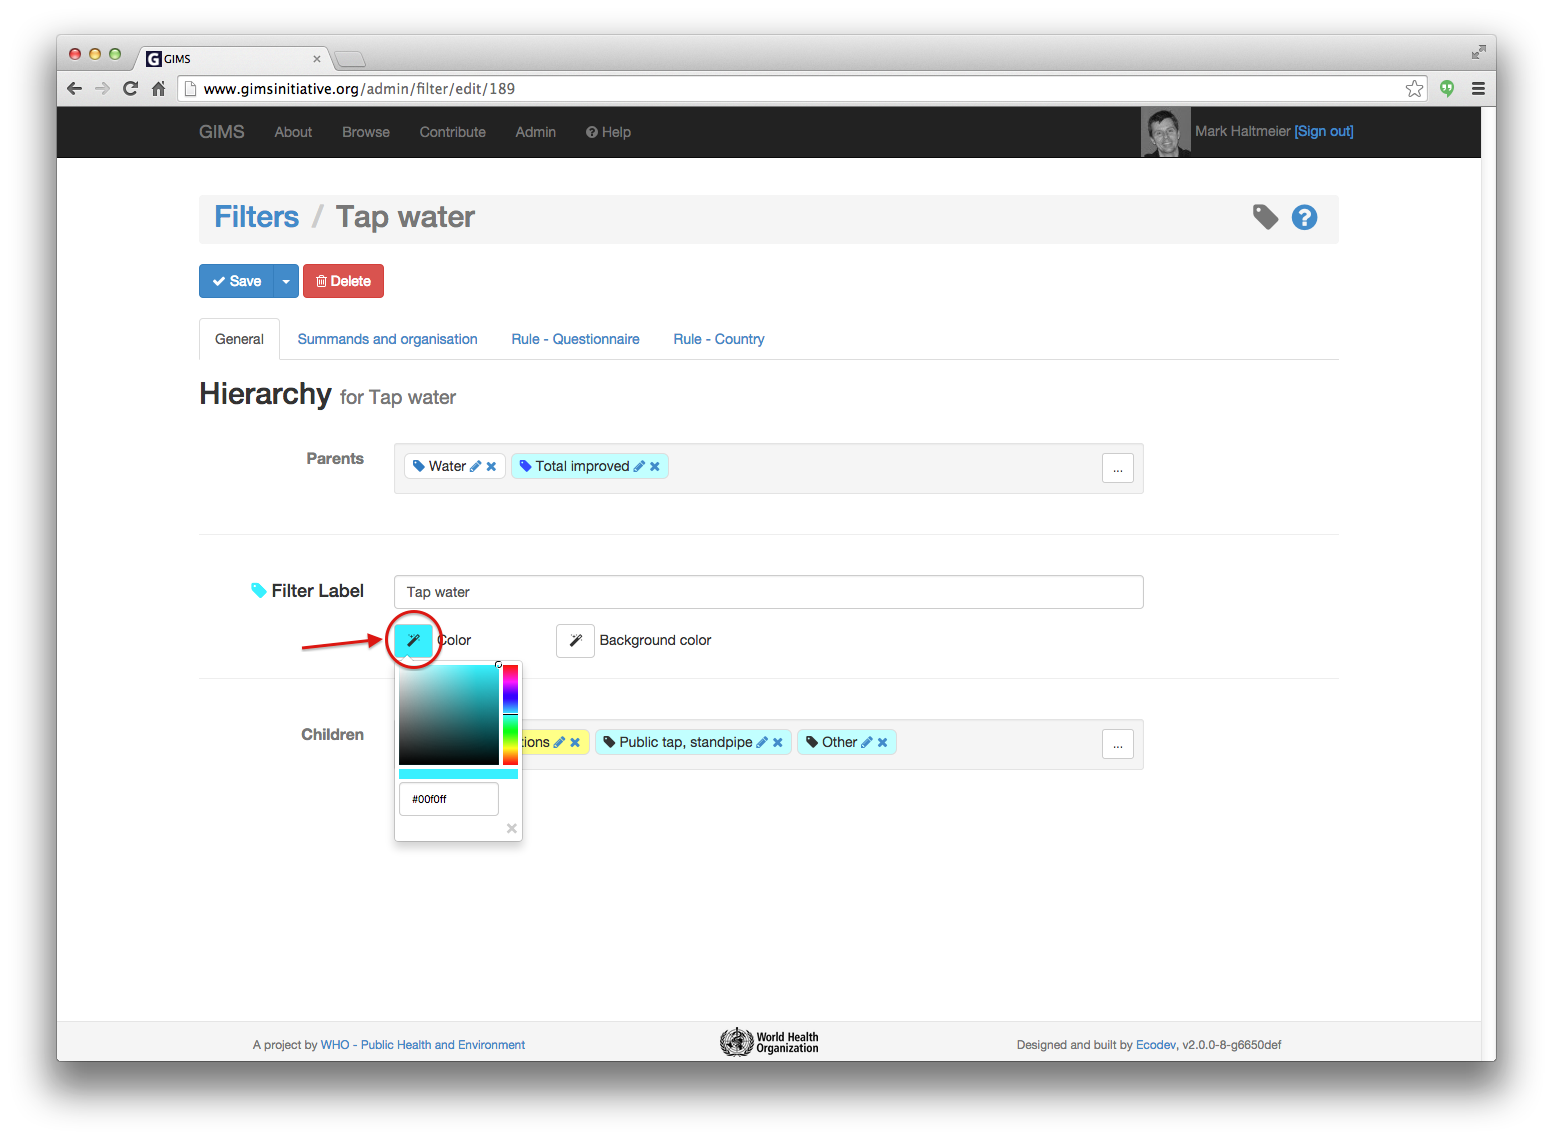 GIMS
www.gimsinitiative.org/admin/filter/edit/189
GIMS About Browse Contribute Admin Help Mark Haltmeier [Sign out]
Filters / Tap water
Save Delete
General Summands and organisation Rule - Questionnaire Rule - Country
Hierarchy for Tap water
Parents Water Total improved ...
Filter Label Tap water
Color Background color
Children tions Public tap, standpipe Other ...
#00f0ff
A project by WHO - Public Health and Environment World Health Organization Designed and built by Ecodev, v2.0.0-8-g6650def